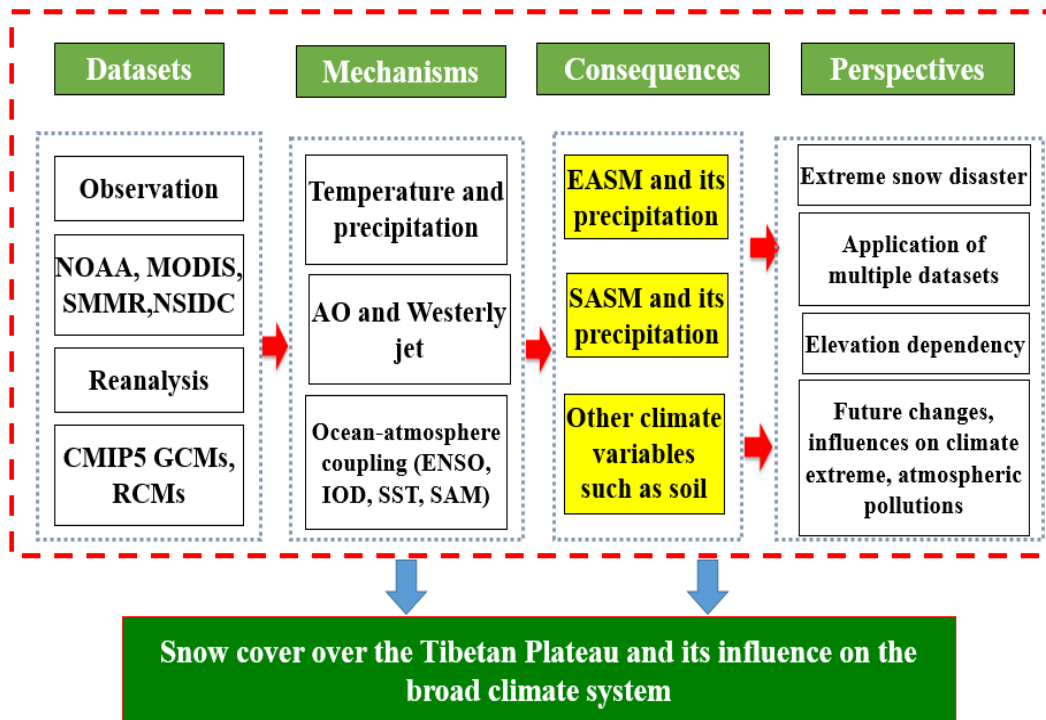 Datasets
Mechanisms
Consequences
Perspectives
Observation
NOAA, MODIS,
SMMR,NSIDC
Reanalysis
CMIP5 GCMs,
RCMs
Temperature and
precipitation
AO and Westerly
jet
Ocean-atmosphere
coupling (ENSO,
IOD, SST, SAM)
EASM and its
precipitation
SASM and its
precipitation
Other climate
variables
such as soil
Extreme snow disaster
Application of
multiple datasets
Elevation dependency
Future changes,
influences on climate
extreme, atmospheric
pollutions
Snow cover over the Tibetan Plateau and its influence on the
broad climate system